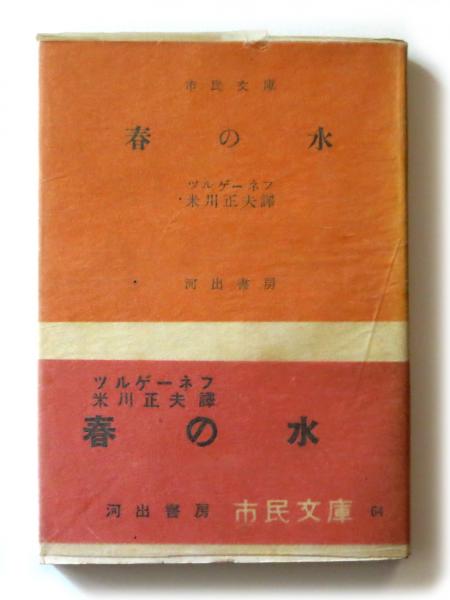 市民文庫
春の水
ツルゲーネフ
米川正夫譯
河出書房
ツルゲーネフ
米川正夫譯
春の水
河出書房 市民文庫 64